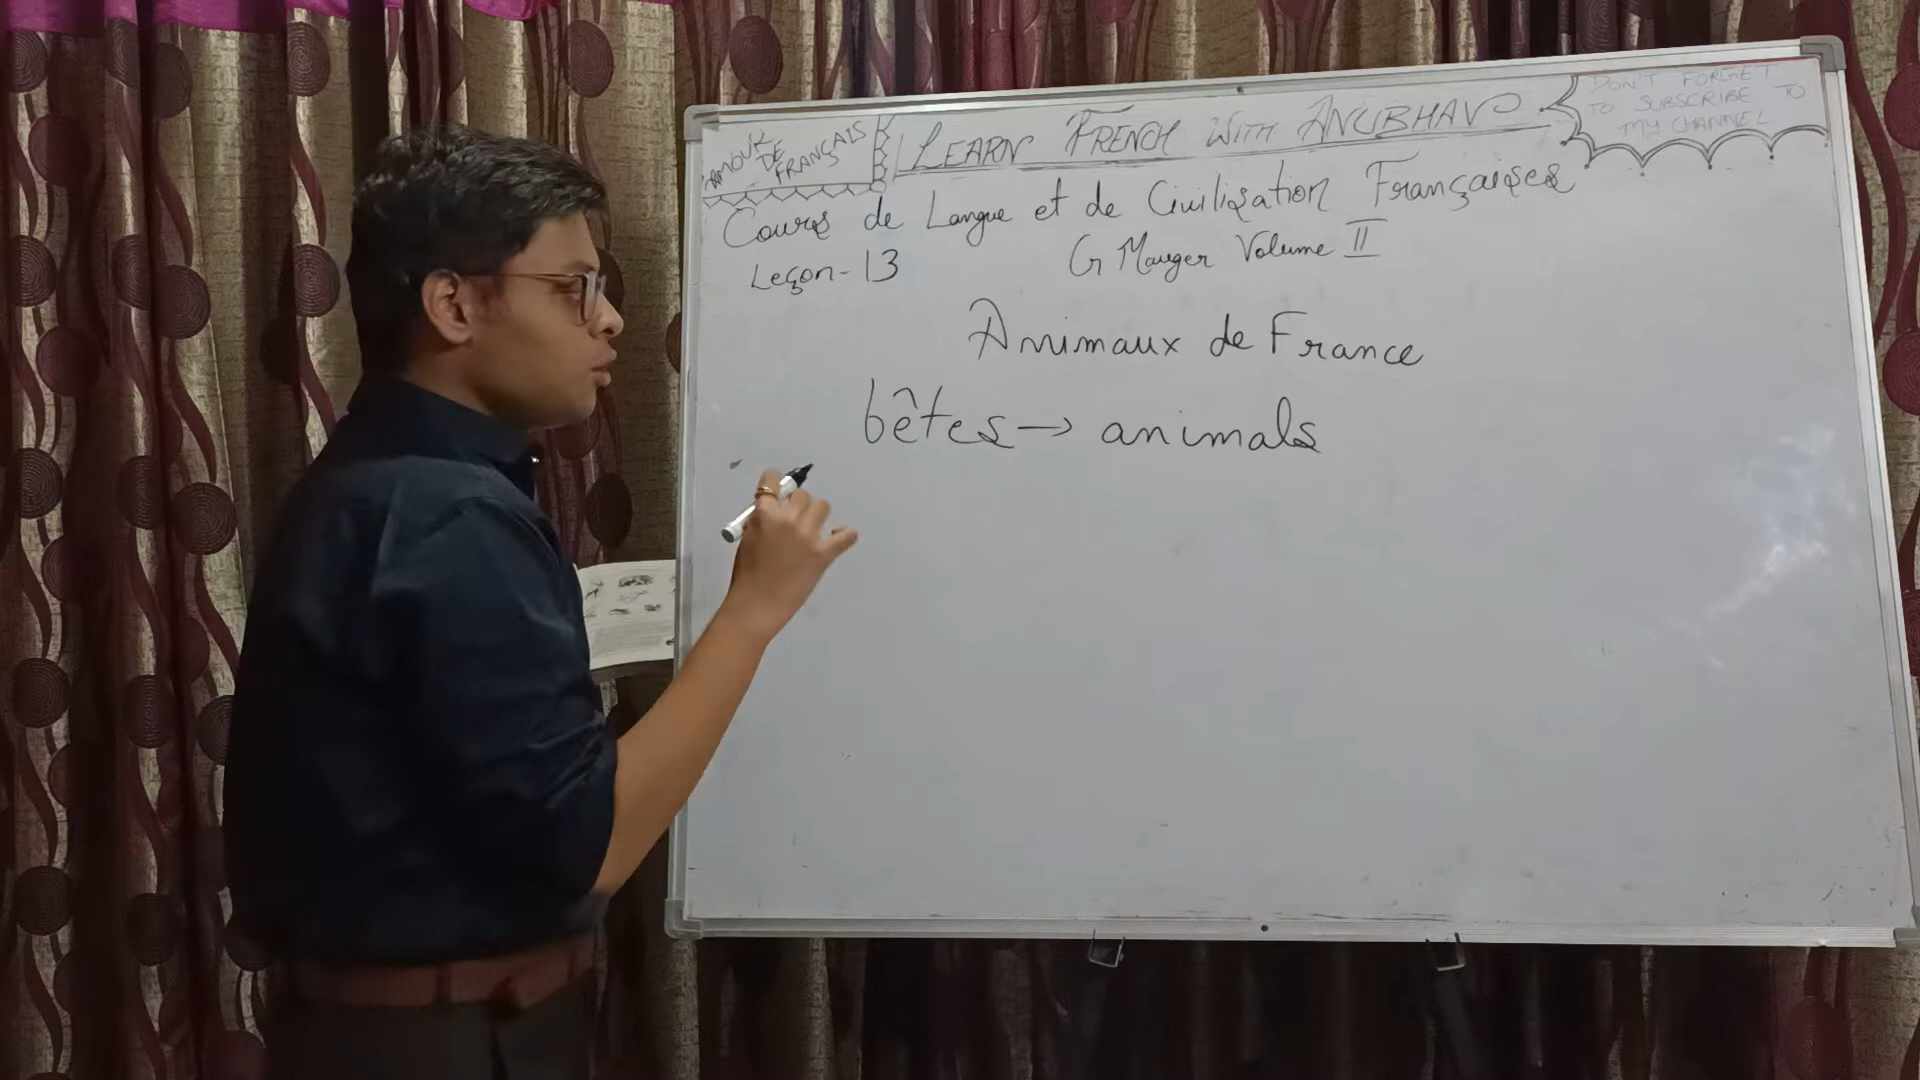 AMOUR
DE
FRANÇAIS
LEARN FRENCH WITH ANUBHAV
DON'T FORGET
TO SUBSCRIBE TO
MY CHANNEL
Cours de Langue et de Civilisation Françaises
Leçon-13
G Mauger Volume II
Animaux de France
bêtes → animals